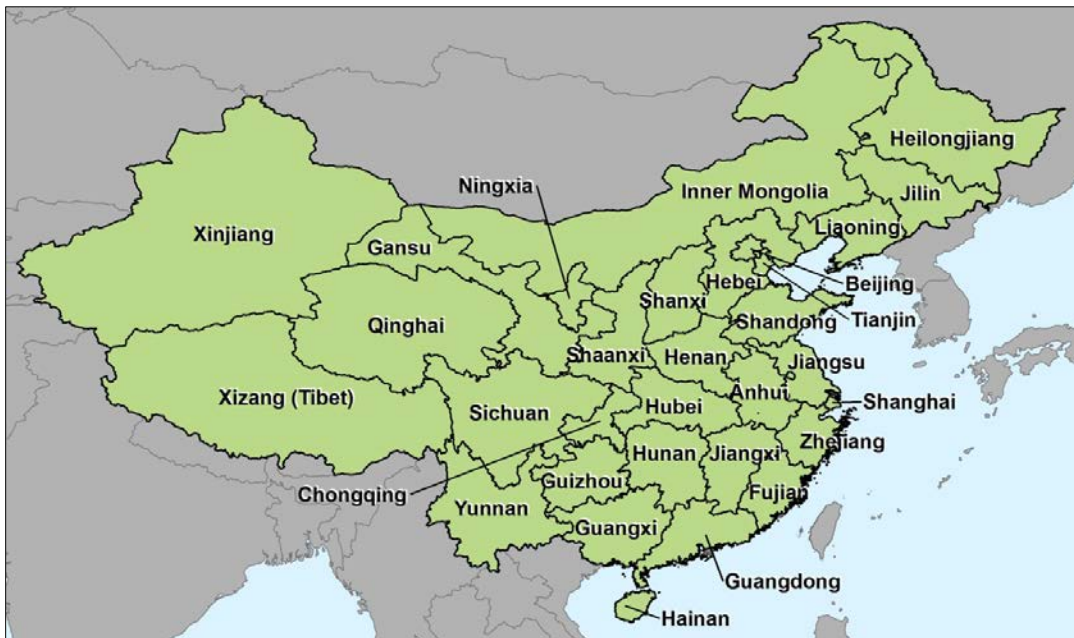 Heilongjiang
Ningxia
Inner Mongolia
Jilin
Xinjiang
Gansu
Liaoning
Hebei
Beijing
Shanxi
Qinghai
Shandong
Tianjin
Shaanxi
Henan
Jiangsu
Xizang (Tibet)
Anhui
Sichuan
Hubei
Shanghai
Zhejiang
Hunan
Jiangxi
Guizhou
Chongqing
Fujian
Yunnan
Guangxi
Guangdong
Hainan